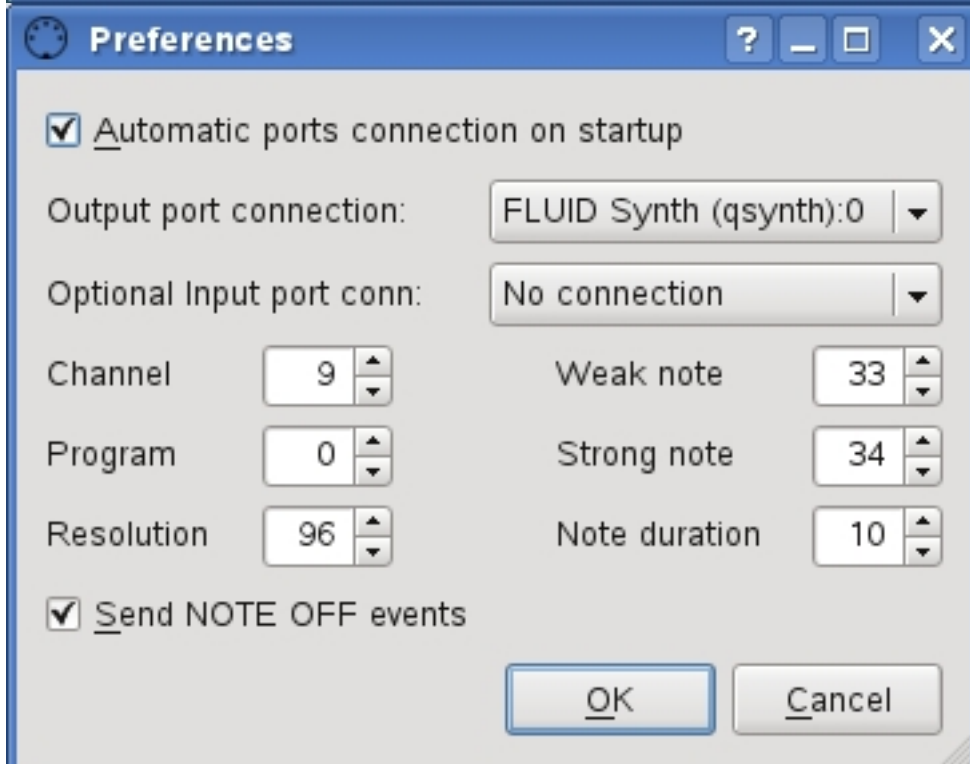 Preferences
Automatic ports connection on startup
Output port connection: FLUID Synth (qsynth):0
Optional Input port conn: No connection
Channel 9 Weak note 33
Program 0 Strong note 34
Resolution 96 Note duration 10
Send NOTE OFF events
OK Cancel